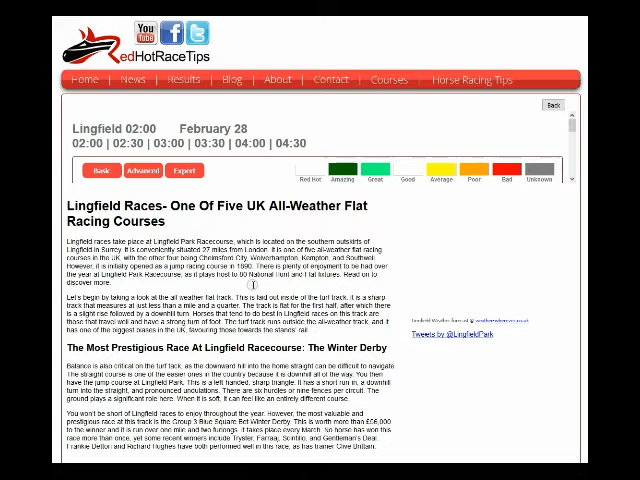 You
Tube
RedHotRaceTips
Home | News | Results | Blog | About | Contact | Courses | Horse Racing Tips
Back
Lingfield 02:00 February 28
02:00 | 02:30 | 03:00 | 03:30 | 04:00 | 04:30
Basic Advanced Expert
Red Hot Amazing Great Good Average Poor Bad Unknown
Lingfield Races- One Of Five UK All-Weather Flat
Racing Courses
Lingfield races take place at Lingfield Park Racecourse, which is located on the southern outskirts of
Lingfield in Surrey. It is conveniently situated 27 miles from London. It is one of five all-weather flat racing
courses in the UK, with the other four being Chelmsford City, Wolverhampton, Kempton, and Southwell.
However, it is initially opened as a jump racing course in 1890. There is plenty of enjoyment to be had over
the year at Lingfield Park Racecourse, as it plays host to 80 National Hunt and Flat fixtures. Read on to
discover more.
Let's begin by taking a look at the all weather flat track. This is laid out inside of the turf track. It is a sharp
track that measures at just less than a mile and a quarter. The track is flat for the first half, after which there
is a slight rise followed by a downhill turn. Horses that tend to do best in Lingfield races on this track are
those that travel well and have a strong turn of foot. The turf track runs outside the all-weather track, and it
has one of the biggest biases in the UK, favouring those towards the stands' rail.
The Most Prestigious Race At Lingfield Racecourse: The Winter Derby
Balance is also critical on the turf tack, as the downward hill into the home straight can be difficult to navigate.
The straight course is one of the easier ones in the country because it is downhill all of the way. You then
have the jump course at Lingfield Park. This is a left handed, sharp triangle. It has a short run in, a downhill
turn into the straight, and pronounced undulations. There are six hurdles or nine fences per circuit. The
ground plays a significant role here. When it is soft, it can feel like an entirely different course.
You won't be short of Lingfield races to enjoy throughout the year. However, the most valuable and
prestigious race at this track is the Group 3 Blue Square Bet Winter Derby. This is worth more than £56,000
to the winner and it is run over one mile and two furlongs. It takes place every March. No horse has won this
race more than once, yet some recent winners include Tryster, Farraaj, Scintillo, and Gentleman's Deal.
Frankie Dettori and Richard Hughes have both performed well in this race, as has trainer Clive Brittain.
Lingfield Weather forecast @ weather-wherever.co.uk
Tweets by @LingfieldPark